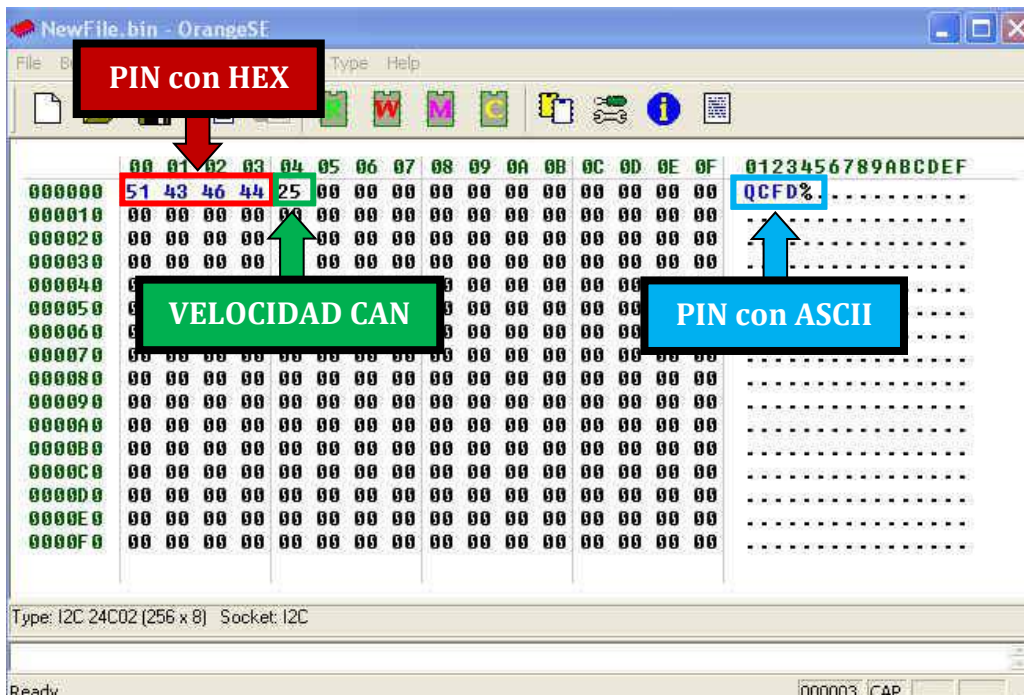 NewFile.bin - OrangeSE
File
Type Help
PIN con HEX
R W M C
00 01 02 03 04 05 06 07 08 09 0A 0B 0C 0D 0E 0F 0123456789ABCDEF
000000 51 43 46 44 25 00 00 00 00 00 00 00 00 00 00 00 QCFD%...........
000010 00 00 00 00 00 00 00 00 00 00 00 00 00 00 00 00 ................
000020 00 00 00 00 00 00 00 00 00 00 00 00 00 00 00
000030 00 00 00 00 00 00 00 00 00 00 00 00 00 00 00
000040 00 00 00 00
000050 00 00 00 00
VELOCIDAD CAN
PIN con ASCII
000060 00 00 00 00
000070 00 00 00 00 00 00 00 00 00 00 00 00 00 00 00 00 ................
000080 00 00 00 00 00 00 00 00 00 00 00 00 00 00 00 00 ................
000090 00 00 00 00 00 00 00 00 00 00 00 00 00 00 00 00 ................
0000A0 00 00 00 00 00 00 00 00 00 00 00 00 00 00 00 00 ................
0000B0 00 00 00 00 00 00 00 00 00 00 00 00 00 00 00 00 ................
0000C0 00 00 00 00 00 00 00 00 00 00 00 00 00 00 00 00 ................
0000D0 00 00 00 00 00 00 00 00 00 00 00 00 00 00 00 00 ................
0000E0 00 00 00 00 00 00 00 00 00 00 00 00 00 00 00 00 ................
0000F0 00 00 00 00 00 00 00 00 00 00 00 00 00 00 00 00 ................
Type: I2C 24C02 (256 x 8) Socket: I2C
Ready
000003 CAP